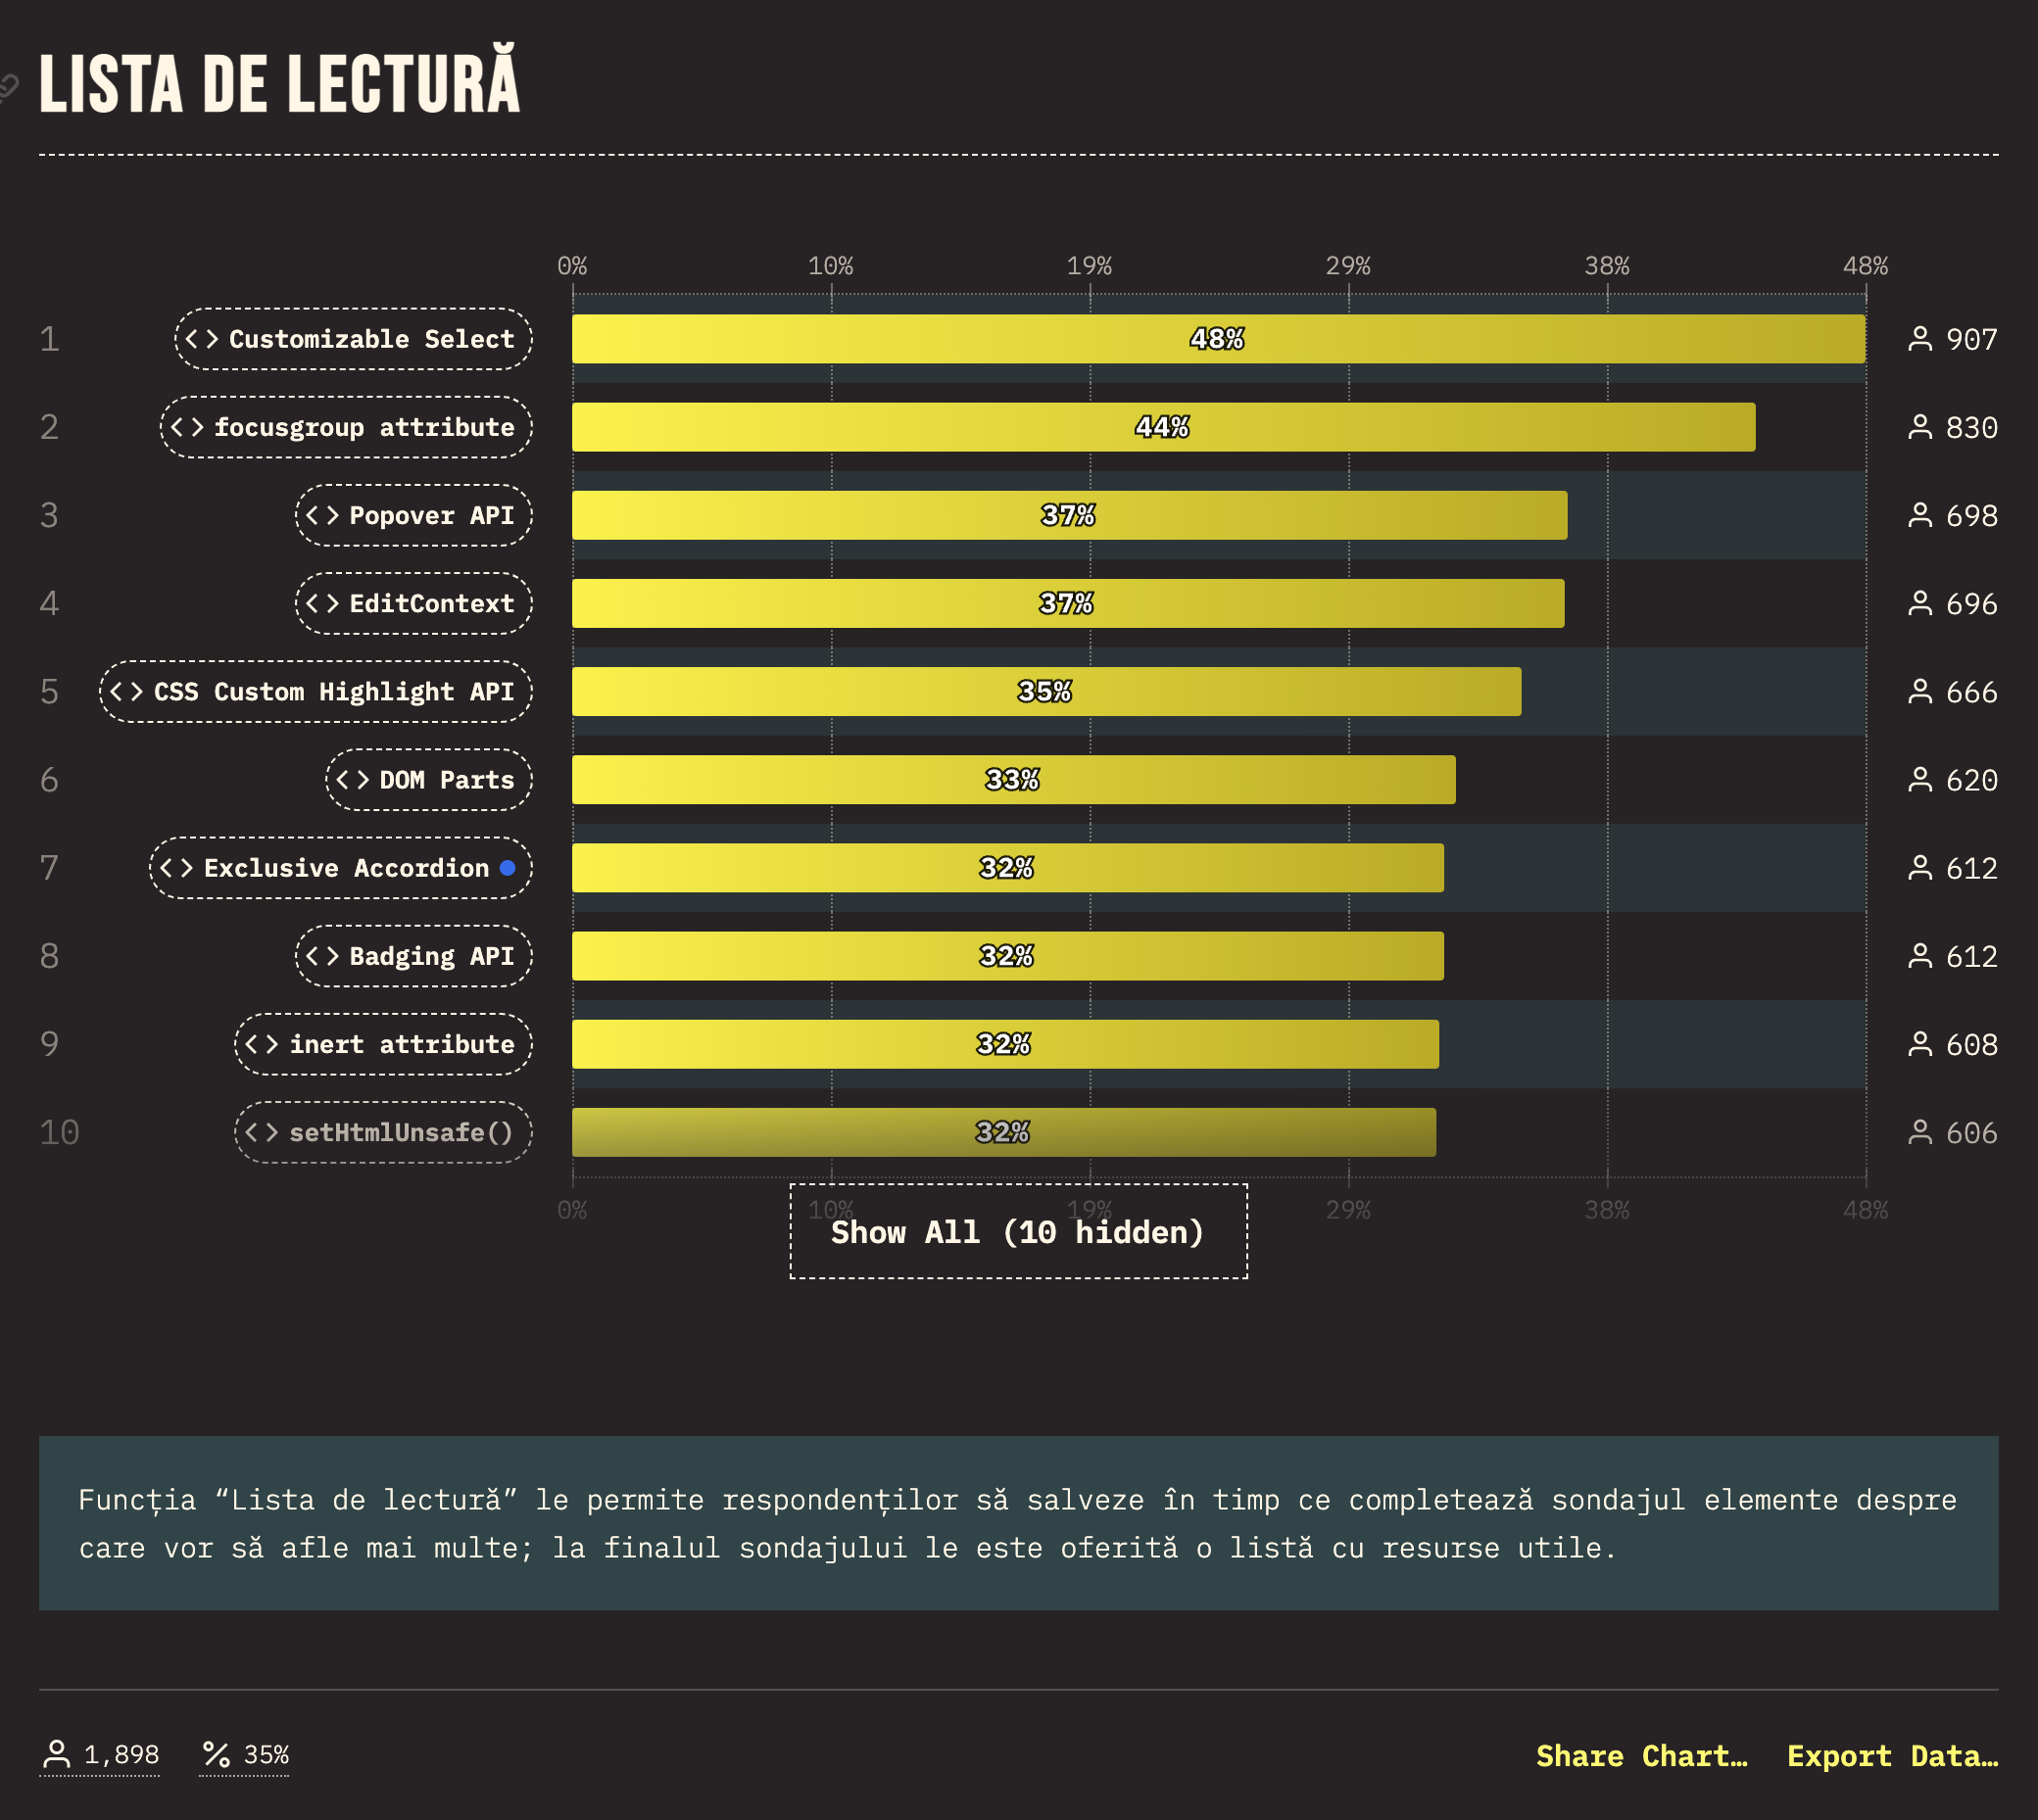 LISTA DE LECTURĂ
0% 10% 19% 29% 38% 48%
1 <> Customizable Select 48% 907
2 <> focusgroup attribute 44% 830
3 <> Popover API 37% 698
4 <> EditContext 37% 696
5 <> CSS Custom Highlight API 35% 666
6 <> DOM Parts 33% 620
7 <> Exclusive Accordion 32% 612
8 <> Badging API 32% 612
9 <> inert attribute 32% 608
10 <> setHtmlUnsafe() 32% 606
0% 10% 19% 29% 38% 48%
Show All (10 hidden)
Funcția “Lista de lectură” le permite respondenților să salveze în timp ce completează sondajul elemente despre
care vor să afle mai multe; la finalul sondajului le este oferită o listă cu resurse utile.
1,898 % 35% Share Chart… Export Data…